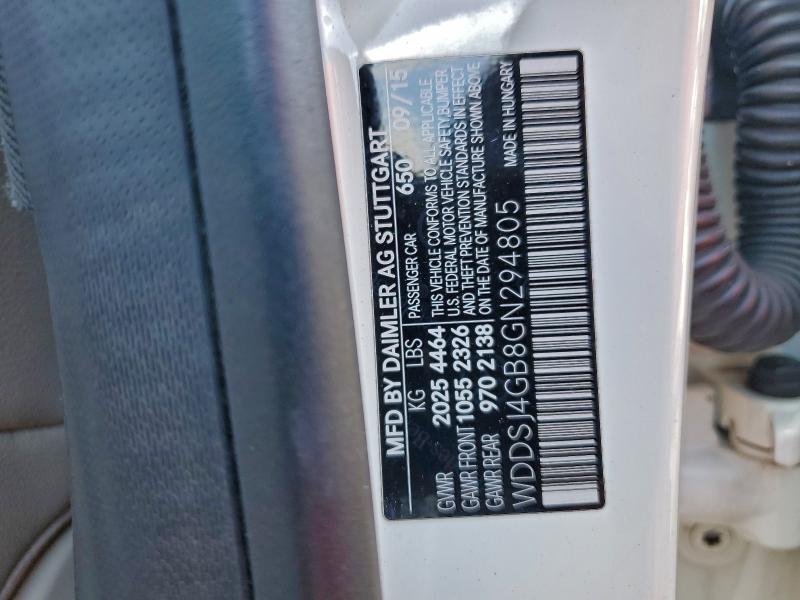 MFD BY DAIMLER AG STUTTGART
KG LBS PASSENGER CAR 650 09/15
GVWR 2025 4464 THIS VEHICLE CONFORMS TO ALL APPLICABLE
GAWR FRONT 1055 2326 U.S. FEDERAL MOTOR VEHICLE SAFETY, BUMPER
GAWR REAR 970 2138 AND THEFT PREVENTION STANDARDS IN EFFECT
ON THE DATE OF MANUFACTURE SHOWN ABOVE
WDDSJ4GB8GN294805 MADE IN HUNGARY